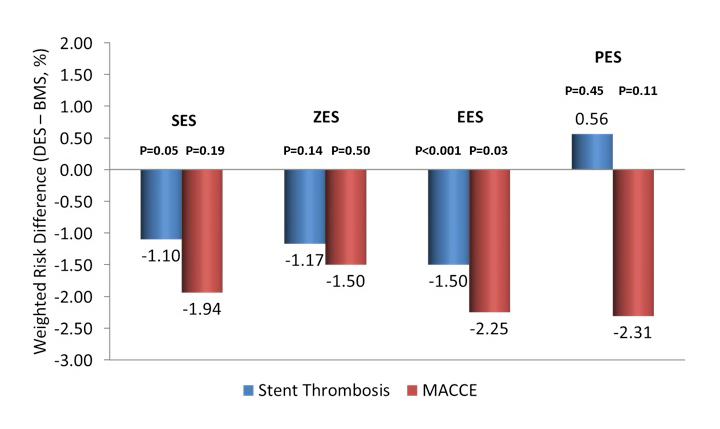 Weighted Risk Difference (DES – BMS, %)
2.00
1.50
1.00
0.50
0.00
-0.50
-1.00
-1.50
-2.00
-2.50
-3.00
SES
P=0.05 P=0.19
-1.10
-1.94
ZES
P=0.14 P=0.50
-1.17
-1.50
EES
P<0.001 P=0.03
-1.50
-2.25
PES
P=0.45 P=0.11
0.56
-2.31
Stent Thrombosis MACCE